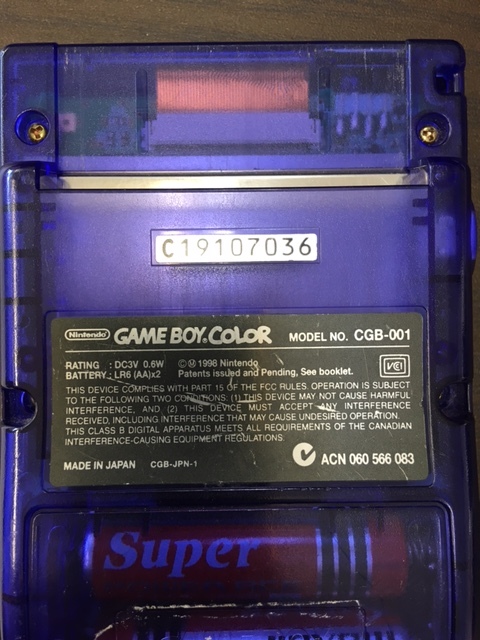 C19107036
Nintendo GAME BOY COLOR MODEL NO. CGB-001
RATING : DC3V 0.6W ©Ⓜ 1998 Nintendo
BATTERY : LR6 (AA)x2 Patents issued and Pending, See booklet.
VCI
THIS DEVICE COMPLIES WITH PART 15 OF THE FCC RULES. OPERATION IS SUBJECT
TO THE FOLLOWING TWO CONDITIONS: (1) THIS DEVICE MAY NOT CAUSE HARMFUL
INTERFERENCE, AND (2) THIS DEVICE MUST ACCEPT ANY INTERFERENCE
RECEIVED, INCLUDING INTERFERENCE THAT MAY CAUSE UNDESIRED OPERATION.
THIS CLASS B DIGITAL APPARATUS MEETS ALL REQUIREMENTS OF THE CANADIAN
INTERFERENCE-CAUSING EQUIPMENT REGULATIONS.
MADE IN JAPAN CGB-JPN-1 ACN 060 566 083
Super